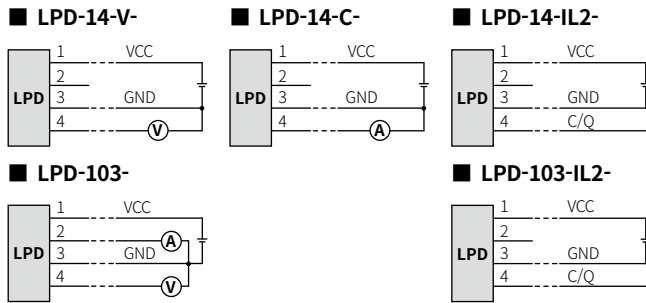 ■ LPD-14-V-
1 VCC
2
LPD 3 GND
4 V
■ LPD-14-C-
1 VCC
2
LPD 3 GND
4 A
■ LPD-14-IL2-
1 VCC
2
LPD 3 GND
4 C/Q
■ LPD-103-
1 VCC
2 A
LPD 3 GND
4 V
■ LPD-103-IL2-
1 VCC
2
LPD 3 GND
4 C/Q